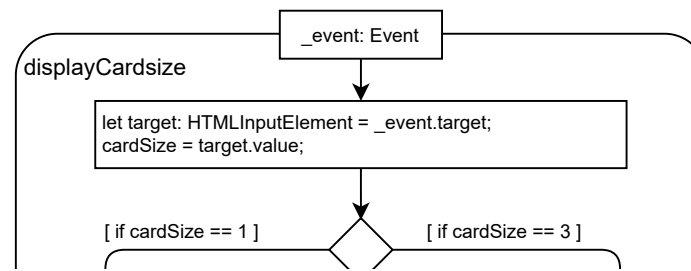 _event: Event
displayCardsize
let target: HTMLInputElement = _event.target;
cardSize = target.value;
[ if cardSize == 1 ]
[ if cardSize == 3 ]